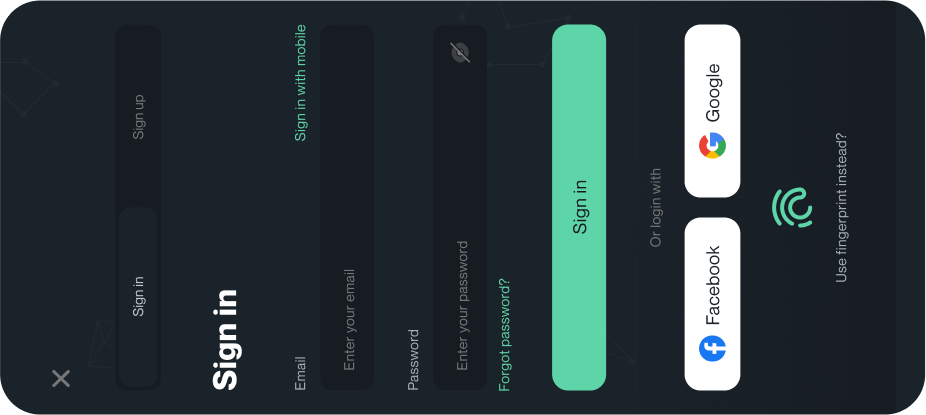 Sign in
Sign up
Sign in
Email
Sign in with mobile
Enter your email
Password
Enter your password
Forgot password?
Sign in
Or login with
Facebook
Google
Use fingerprint instead?